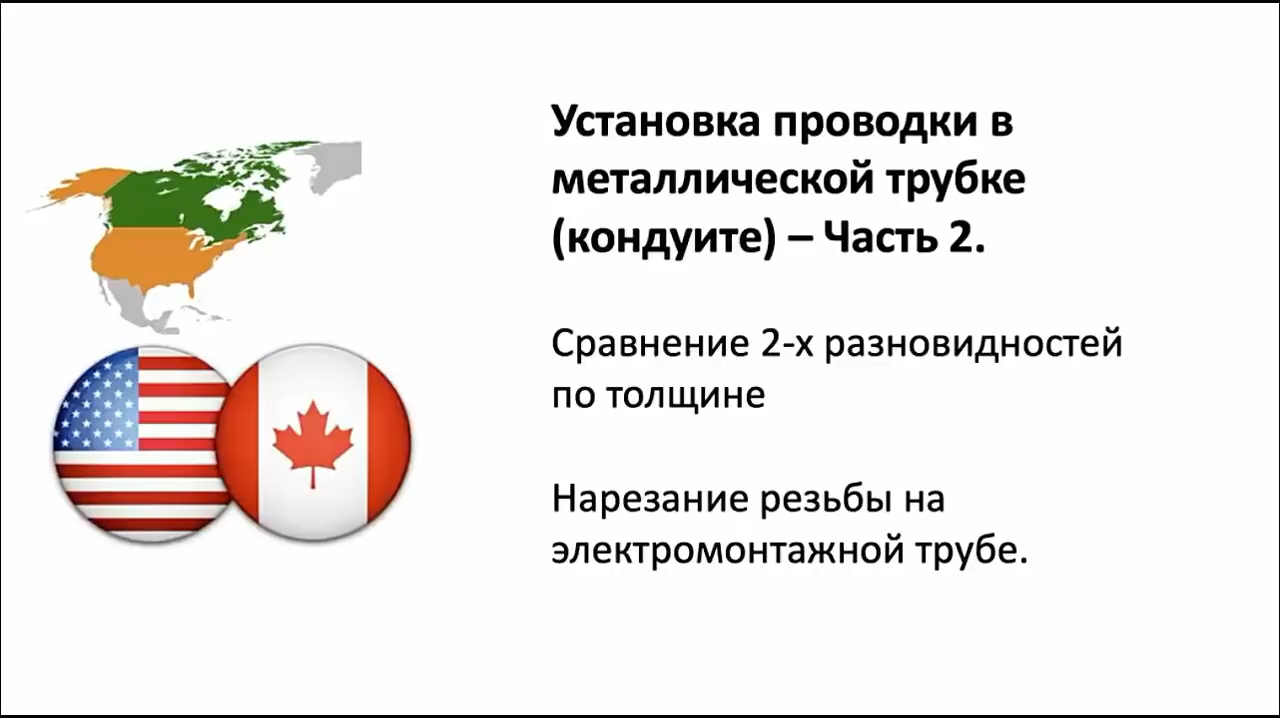 Установка проводки в
металлической трубке
(кондуите) – Часть 2.
Сравнение 2-х разновидностей
по толщине
Нарезание резьбы на
электромонтажной трубе.